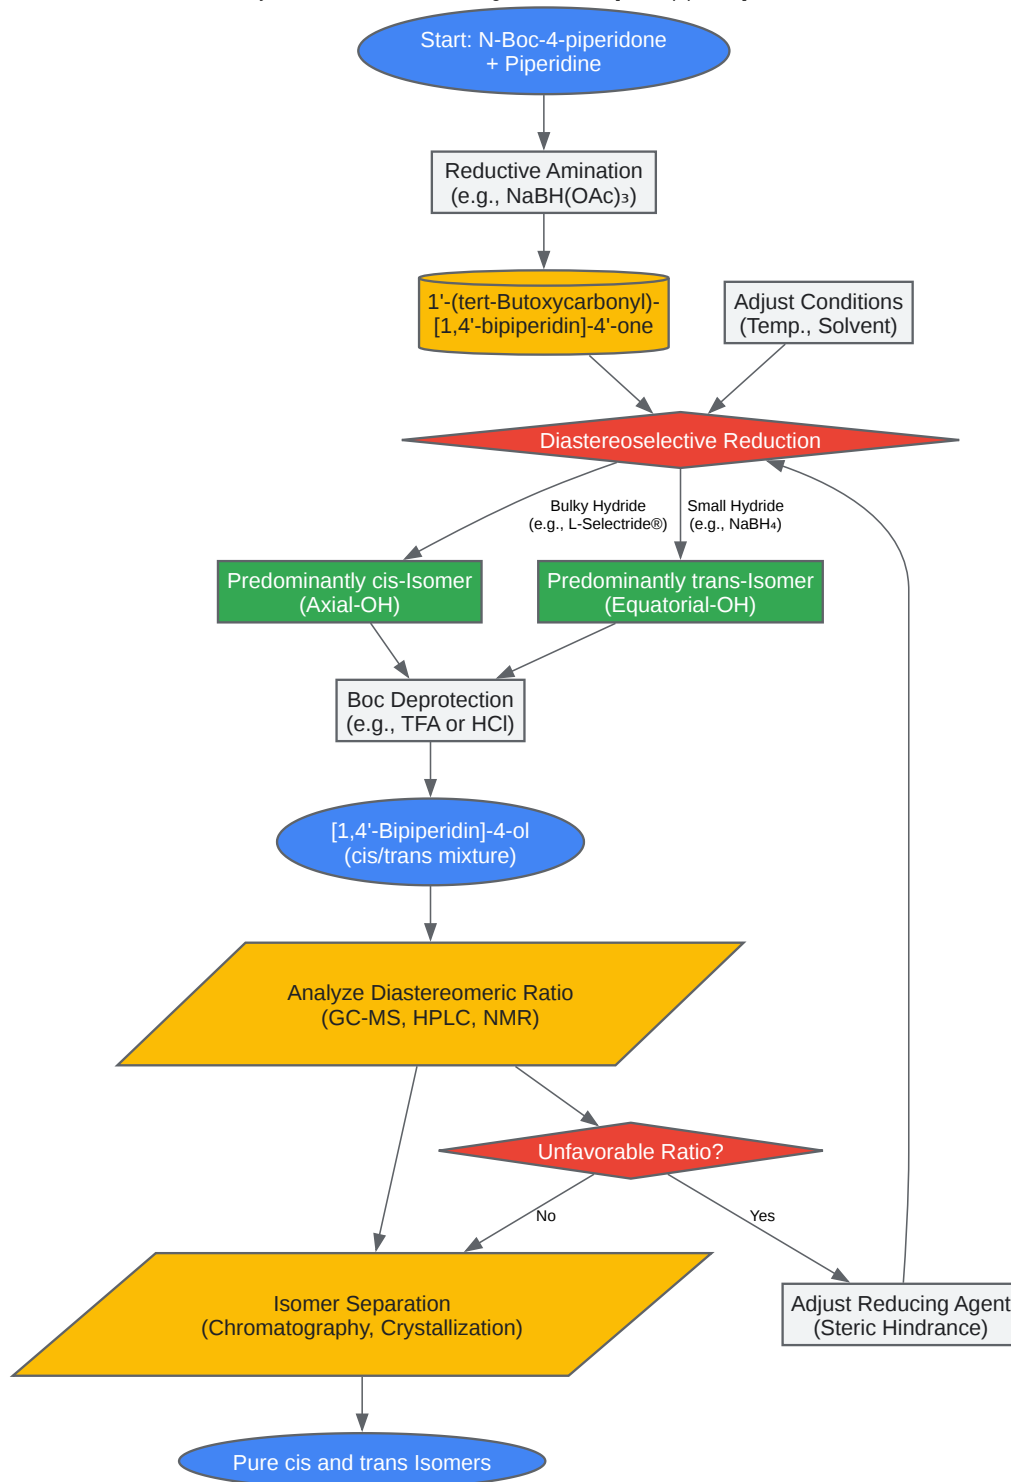 Start: N-Boc-4-piperidone
+ Piperidine
Reductive Amination
(e.g., NaBH(OAc)₃)
1'-(tert-Butoxycarbonyl)-
[1,4'-bipiperidin]-4'-one
Adjust Conditions
(Temp., Solvent)
Diastereoselective Reduction
Bulky Hydride
(e.g., L-Selectride®)
Small Hydride
(e.g., NaBH₄)
Predominantly cis-Isomer
(Axial-OH)
Predominantly trans-Isomer
(Equatorial-OH)
Boc Deprotection
(e.g., TFA or HCl)
[1,4'-Bipiperidin]-4-ol
(cis/trans mixture)
Analyze Diastereomeric Ratio
(GC-MS, HPLC, NMR)
Unfavorable Ratio?
No
Yes
Isomer Separation
(Chromatography, Crystallization)
Adjust Reducing Agent
(Steric Hindrance)
Pure cis and trans Isomers